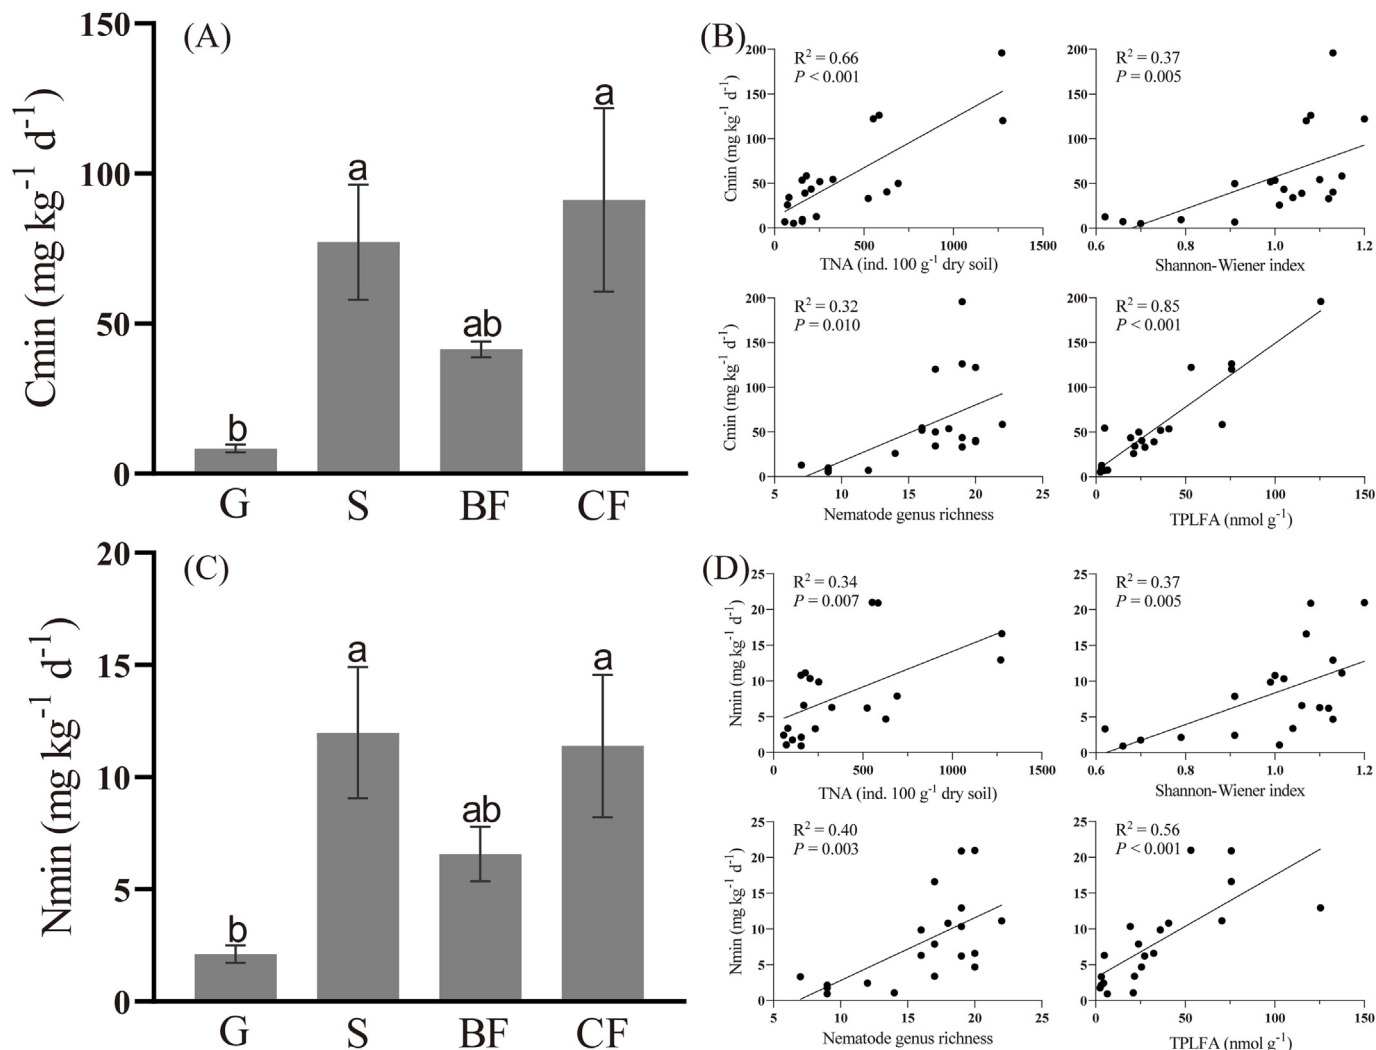 (A)
Cmin (mg kg⁻¹ d⁻¹)
150
100
50
0
b
a
ab
a
G S BF CF
(B)
R² = 0.66
P < 0.001
Cmin (mg kg⁻¹ d⁻¹)
200
150
100
50
0
0 500 1000 1500
TNA (ind. 100 g⁻¹ dry soil)
R² = 0.37
P = 0.005
200
150
100
50
0
0.6 0.8 1.0 1.2
Shannon-Wiener index
R² = 0.32
P = 0.010
Cmin (mg kg⁻¹ d⁻¹)
200
150
100
50
0
5 10 15 20 25
Nematode genus richness
R² = 0.85
P < 0.001
200
150
100
50
0
0 50 100 150
TPLFA (nmol g⁻¹)
(C)
Nmin (mg kg⁻¹ d⁻¹)
20
15
10
5
0
b
a
ab
a
G S BF CF
(D)
R² = 0.34
P = 0.007
Nmin (mg kg⁻¹ d⁻¹)
25
20
15
10
5
0
0 500 1000 1500
TNA (ind. 100 g⁻¹ dry soil)
R² = 0.37
P = 0.005
25
20
15
10
5
0
0.6 0.8 1.0 1.2
Shannon-Wiener index
R² = 0.40
P = 0.003
Nmin (mg kg⁻¹ d⁻¹)
25
20
15
10
5
0
5 10 15 20 25
Nematode genus richness
R² = 0.56
P < 0.001
25
20
15
10
5
0
0 50 100 150
TPLFA (nmol g⁻¹)